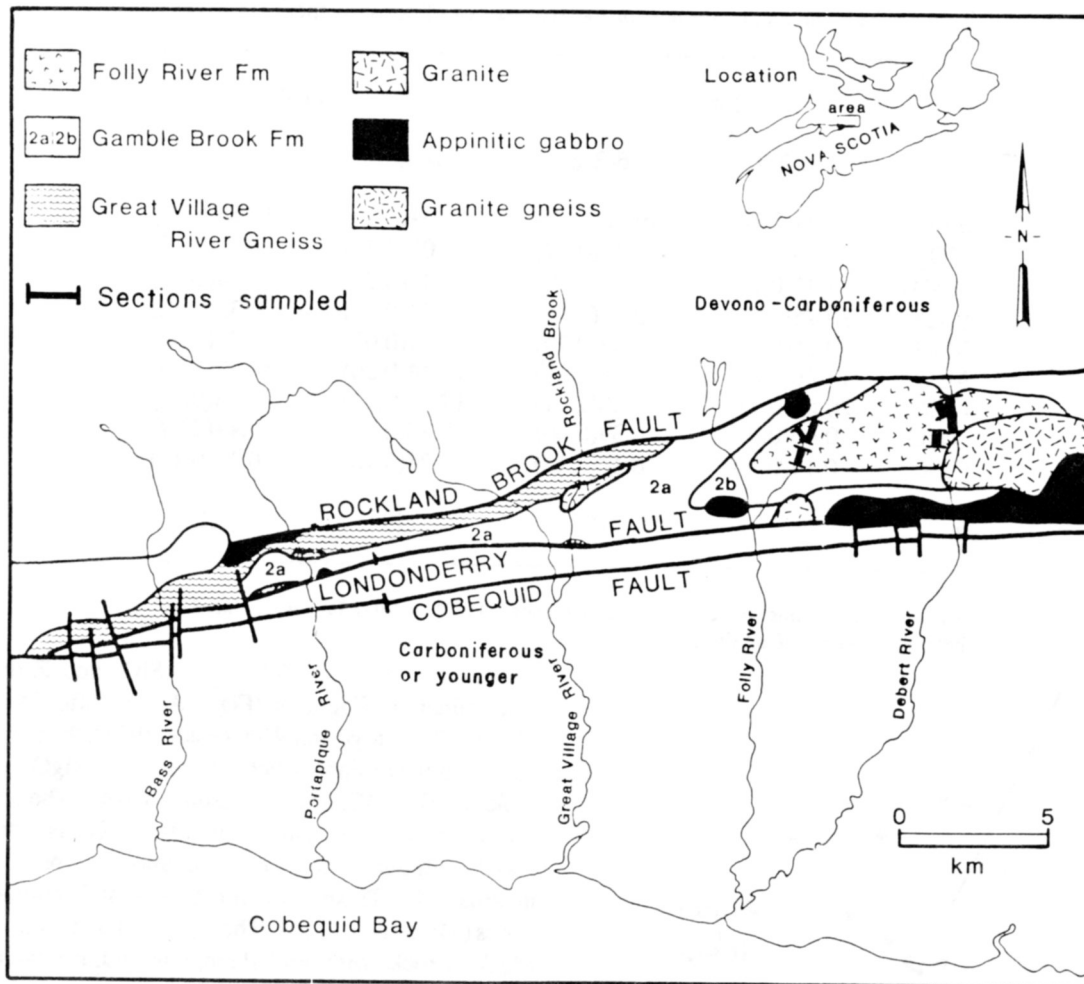 Folly River Fm
2a 2b Gamble Brook Fm
Great Village
River Gneiss
Sections sampled
Granite
Appinitic gabbro
Granite gneiss
Location
area
NOVA SCOTIA
-N-
Devono-Carboniferous
Rockland Brook
ROCKLAND BROOK FAULT
2a
2b
2a
2a
LONDONDERRY FAULT
COBEQUID FAULT
Carboniferous
or younger
Bass River
Portapique River
Great Village River
Folly River
Debert River
0 5
km
Cobequid Bay